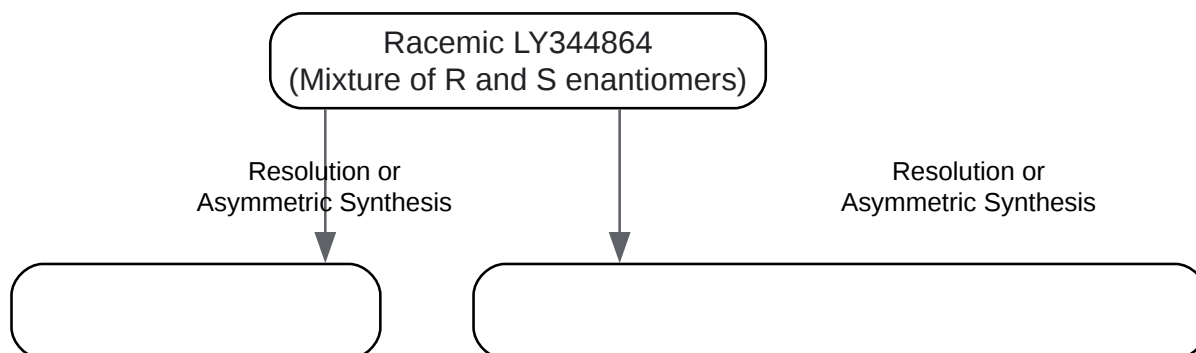 Racemic LY344864
(Mixture of R and S enantiomers)
Resolution or
Asymmetric Synthesis
Resolution or
Asymmetric Synthesis